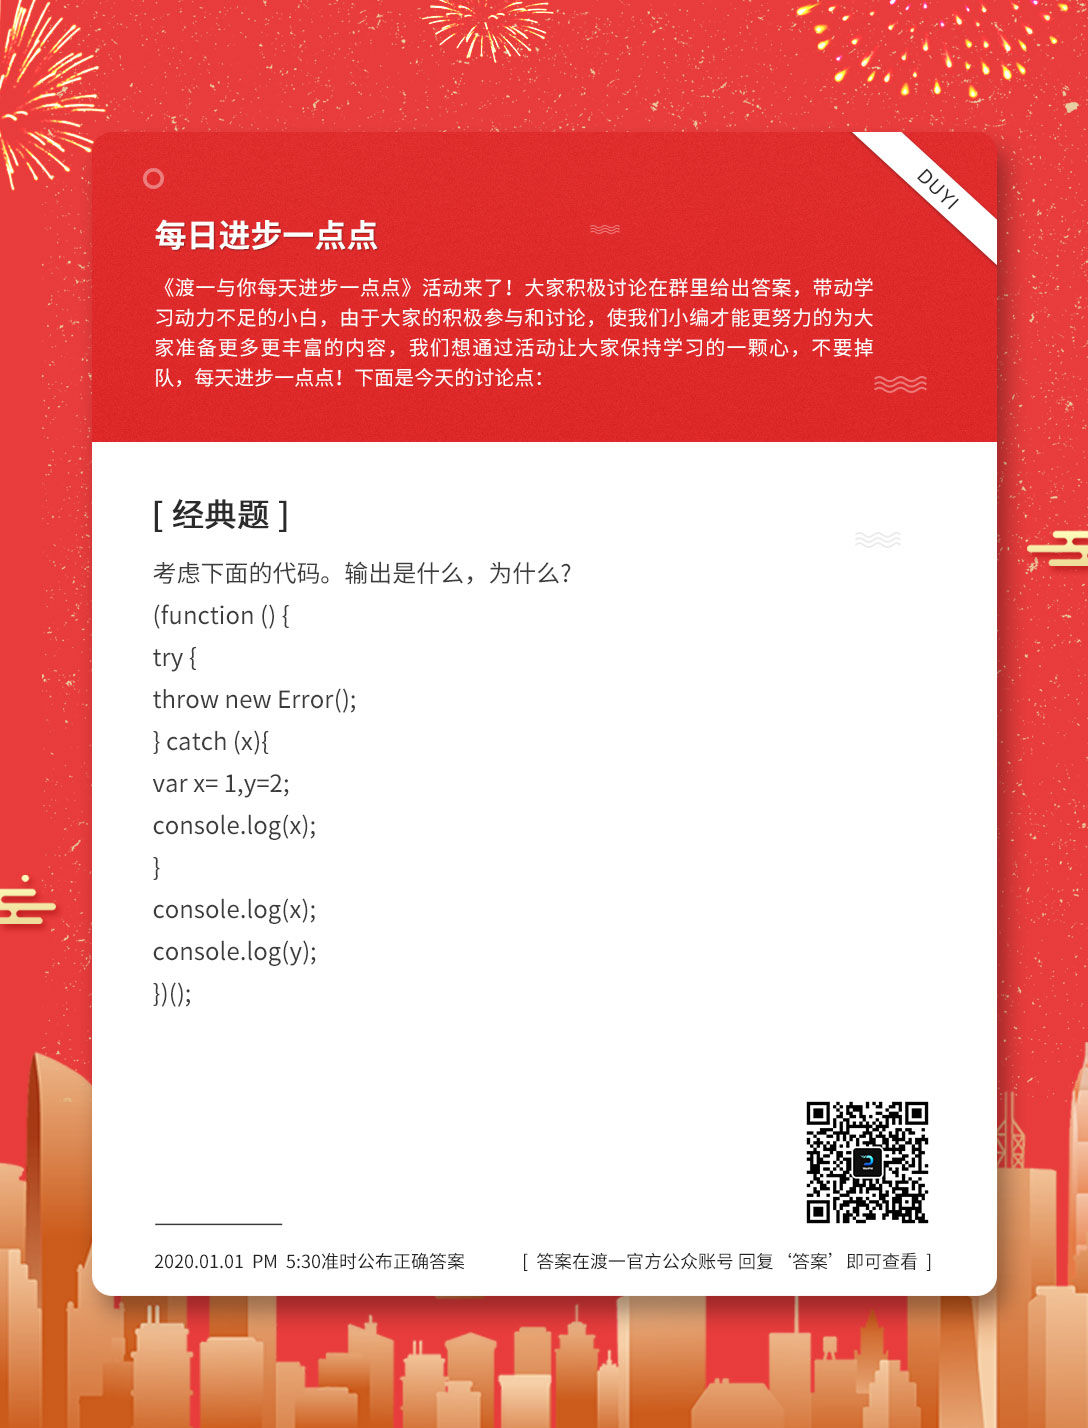 DUYI
每日进步一点点
《渡一与你每天进步一点点》活动来了！大家积极讨论在群里给出答案，带动学
习动力不足的小白，由于大家的积极参与和讨论，使我们小编才能更努力的为大
家准备更多更丰富的内容，我们想通过活动让大家保持学习的一颗心，不要掉
队，每天进步一点点！下面是今天的讨论点：
[ 经典题 ]
考虑下面的代码。输出是什么，为什么?
(function () {
try {
throw new Error();
} catch (x){
var x= 1,y=2;
console.log(x);
}
console.log(x);
console.log(y);
})();
2020.01.01 PM 5:30准时公布正确答案
[ 答案在渡一官方公众账号 回复 ‘答案’ 即可查看 ]